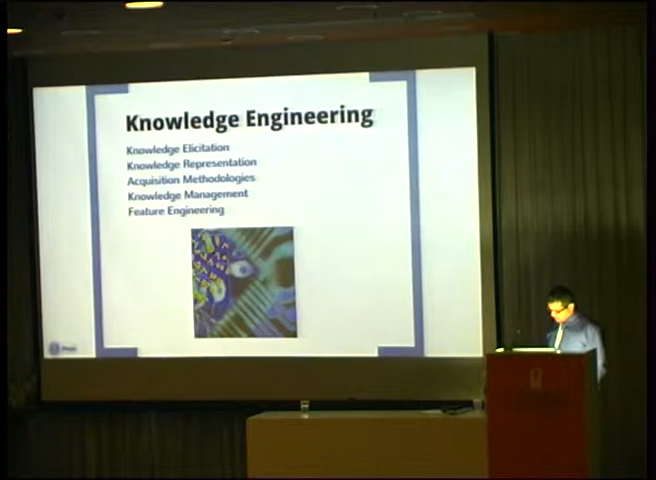 Knowledge Engineering
Knowledge Elicitation
Knowledge Representation
Acquisition Methodologies
Knowledge Management
Feature Engineering